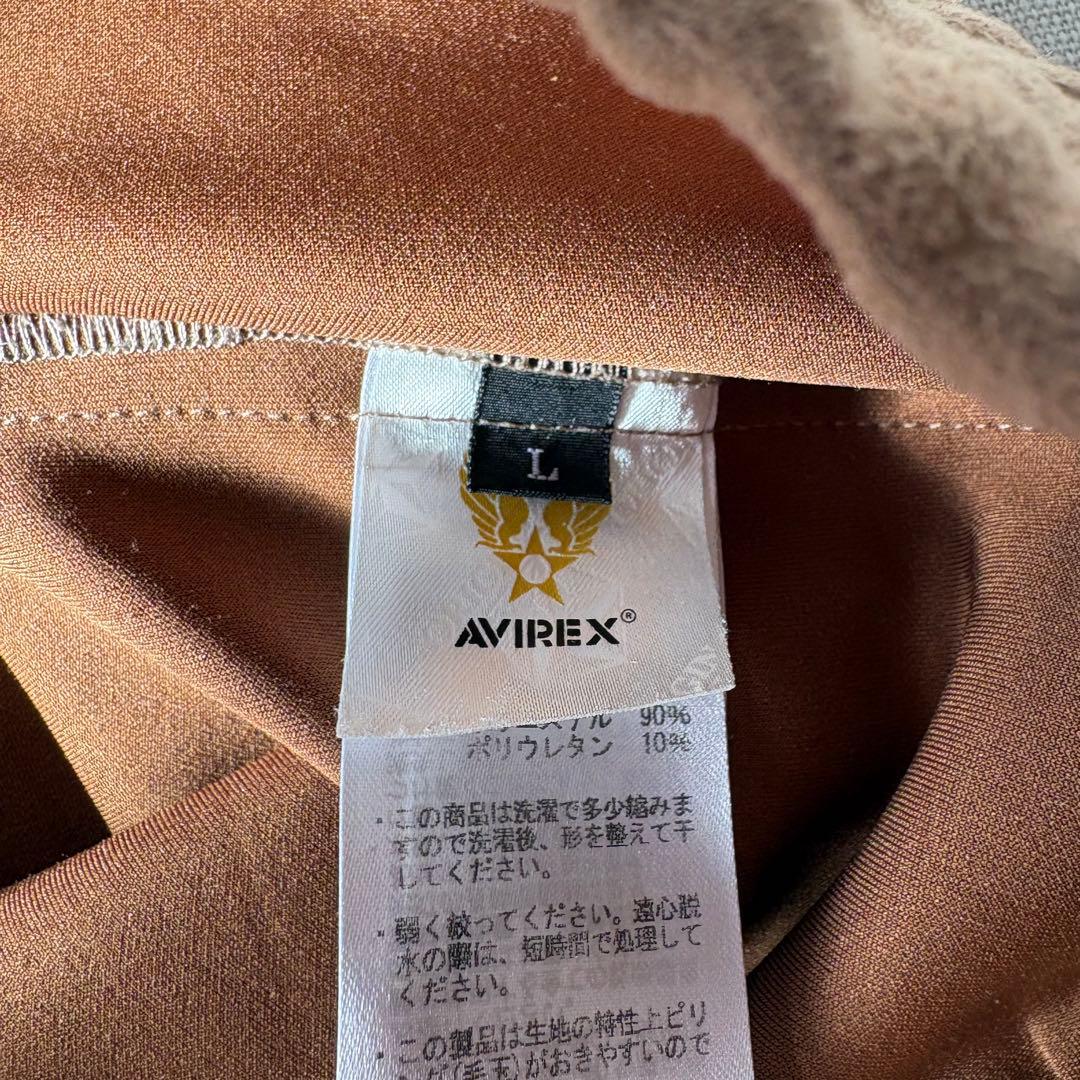 L
AVIREX®
90%
ポリウレタン 10%
・この商品は洗濯で多少縮みま
すので洗濯後、形を整えて干
してください。
・弱く絞ってください。遠心脱
水の際は、短時間で処理して
ください。
・この製品は生地の特性上ピリ
(毛玉)がおきやすいので